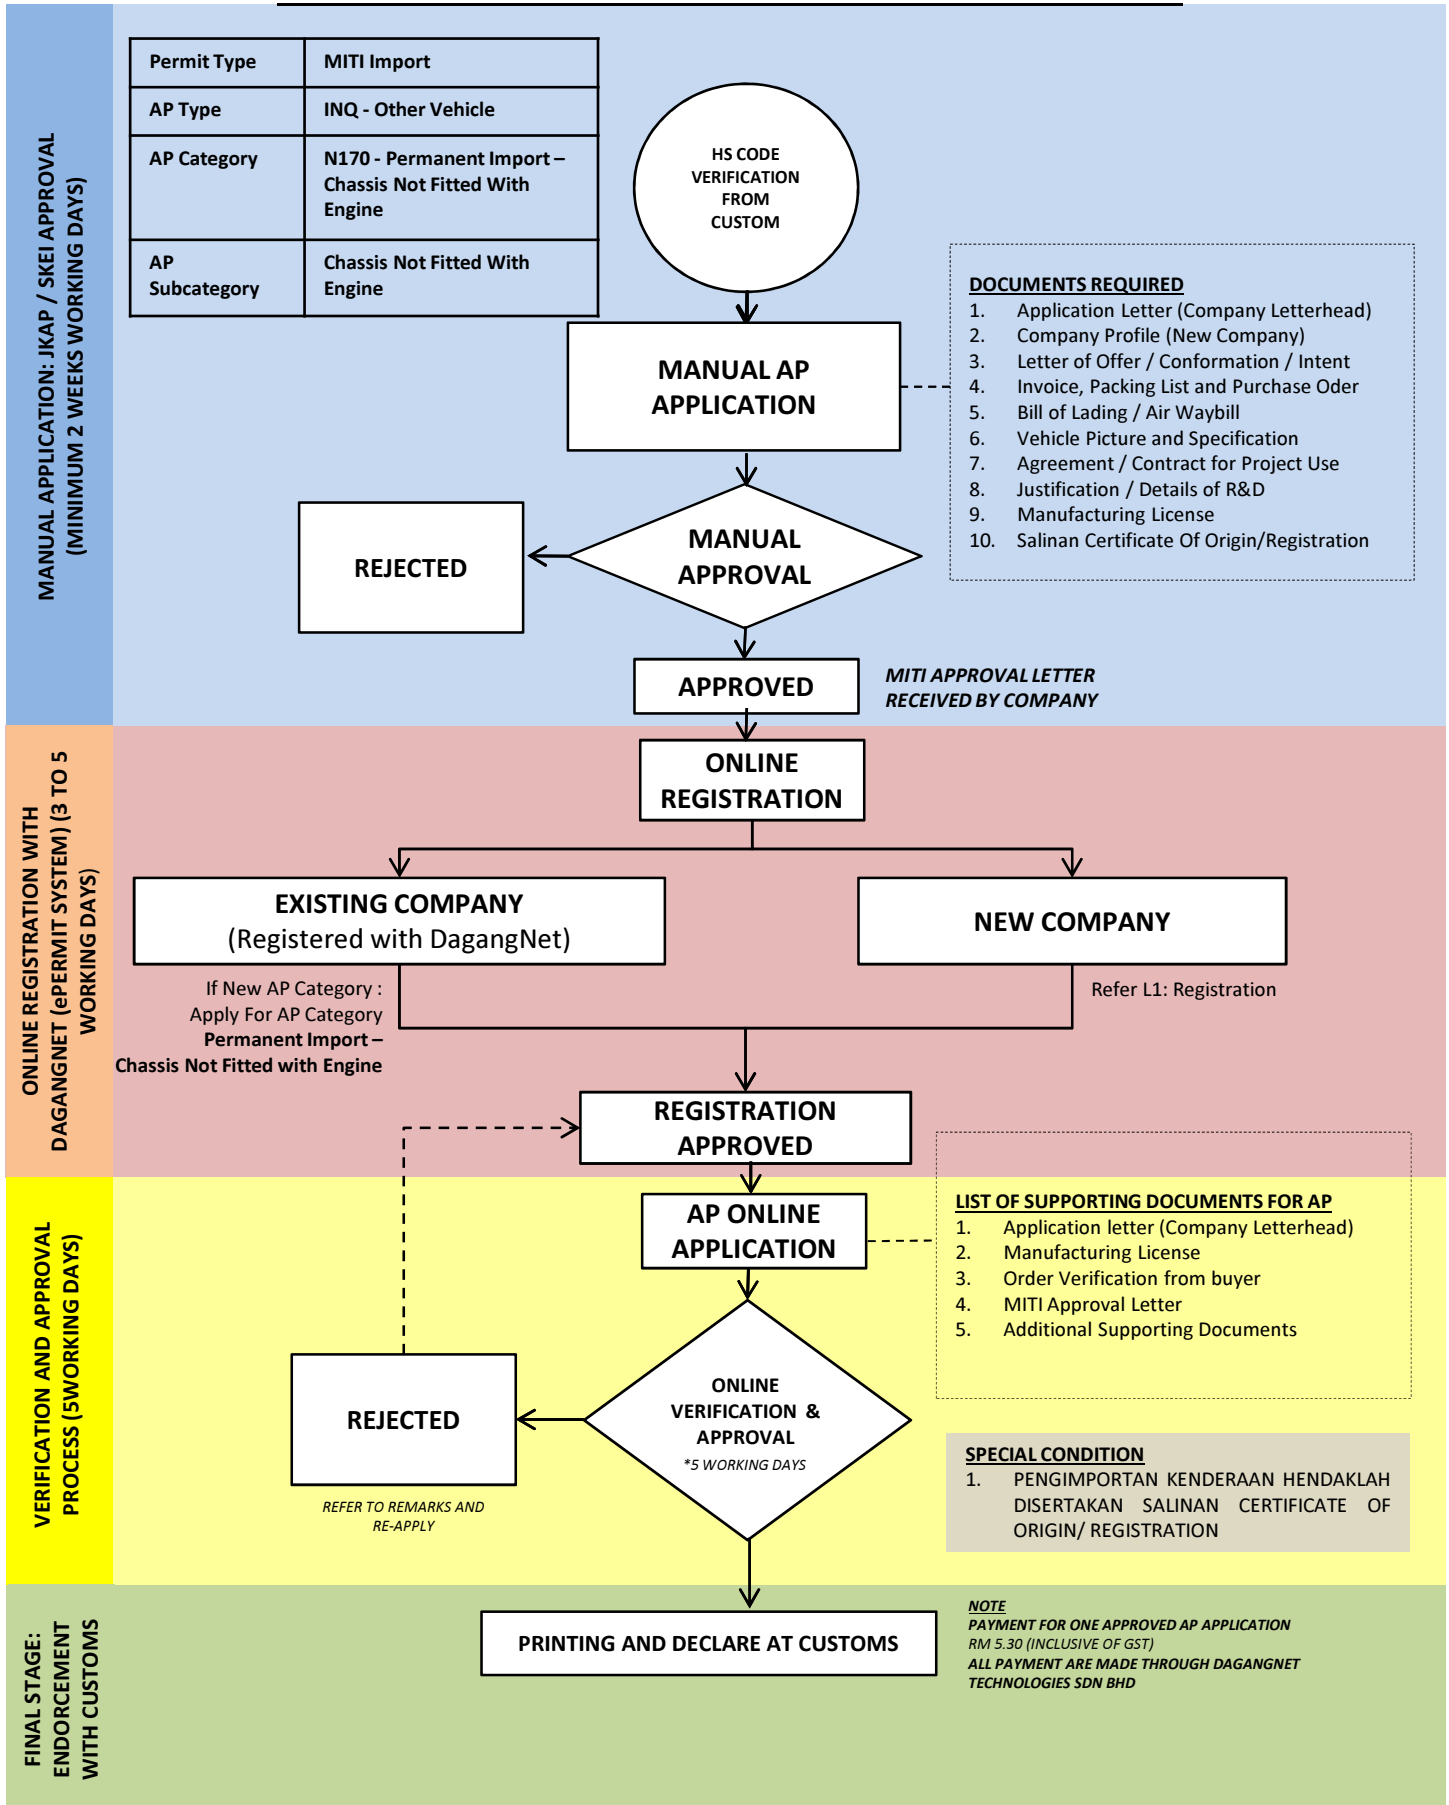 MANUAL APPLICATION: JKAP / SKEI APPROVAL
(MINIMUM 2 WEEKS WORKING DAYS)
Permit Type MITI Import
AP Type INQ - Other Vehicle
AP Category N170 - Permanent Import –
Chassis Not Fitted With
Engine
AP Chassis Not Fitted With
Subcategory Engine
HS CODE
VERIFICATION
FROM
CUSTOM
MANUAL AP
APPLICATION
DOCUMENTS REQUIRED
1. Application Letter (Company Letterhead)
2. Company Profile (New Company)
3. Letter of Offer / Conformation / Intent
4. Invoice, Packing List and Purchase Oder
5. Bill of Lading / Air Waybill
6. Vehicle Picture and Specification
7. Agreement / Contract for Project Use
8. Justification / Details of R&D
9. Manufacturing License
10. Salinan Certificate Of Origin/Registration
MANUAL
APPROVAL
REJECTED
APPROVED
MITI APPROVAL LETTER
RECEIVED BY COMPANY
ONLINE REGISTRATION WITH
DAGANGNET (ePERMIT SYSTEM) (3 TO 5
WORKING DAYS)
ONLINE
REGISTRATION
EXISTING COMPANY
(Registered with DagangNet)
NEW COMPANY
If New AP Category :
Apply For AP Category
Permanent Import –
Chassis Not Fitted with Engine
Refer L1: Registration
REGISTRATION
APPROVED
VERIFICATION AND APPROVAL
PROCESS (5WORKING DAYS)
AP ONLINE
APPLICATION
LIST OF SUPPORTING DOCUMENTS FOR AP
1. Application letter (Company Letterhead)
2. Manufacturing License
3. Order Verification from buyer
4. MITI Approval Letter
5. Additional Supporting Documents
ONLINE
VERIFICATION &
APPROVAL
*5 WORKING DAYS
REJECTED
REFER TO REMARKS AND
RE-APPLY
SPECIAL CONDITION
1. PENGIMPORTAN KENDERAAN HENDAKLAH
DISERTAKAN SALINAN CERTIFICATE OF
ORIGIN/ REGISTRATION
FINAL STAGE:
ENDORCEMENT
WITH CUSTOMS
PRINTING AND DECLARE AT CUSTOMS
NOTE
PAYMENT FOR ONE APPROVED AP APPLICATION
RM 5.30 (INCLUSIVE OF GST)
ALL PAYMENT ARE MADE THROUGH DAGANGNET
TECHNOLOGIES SDN BHD